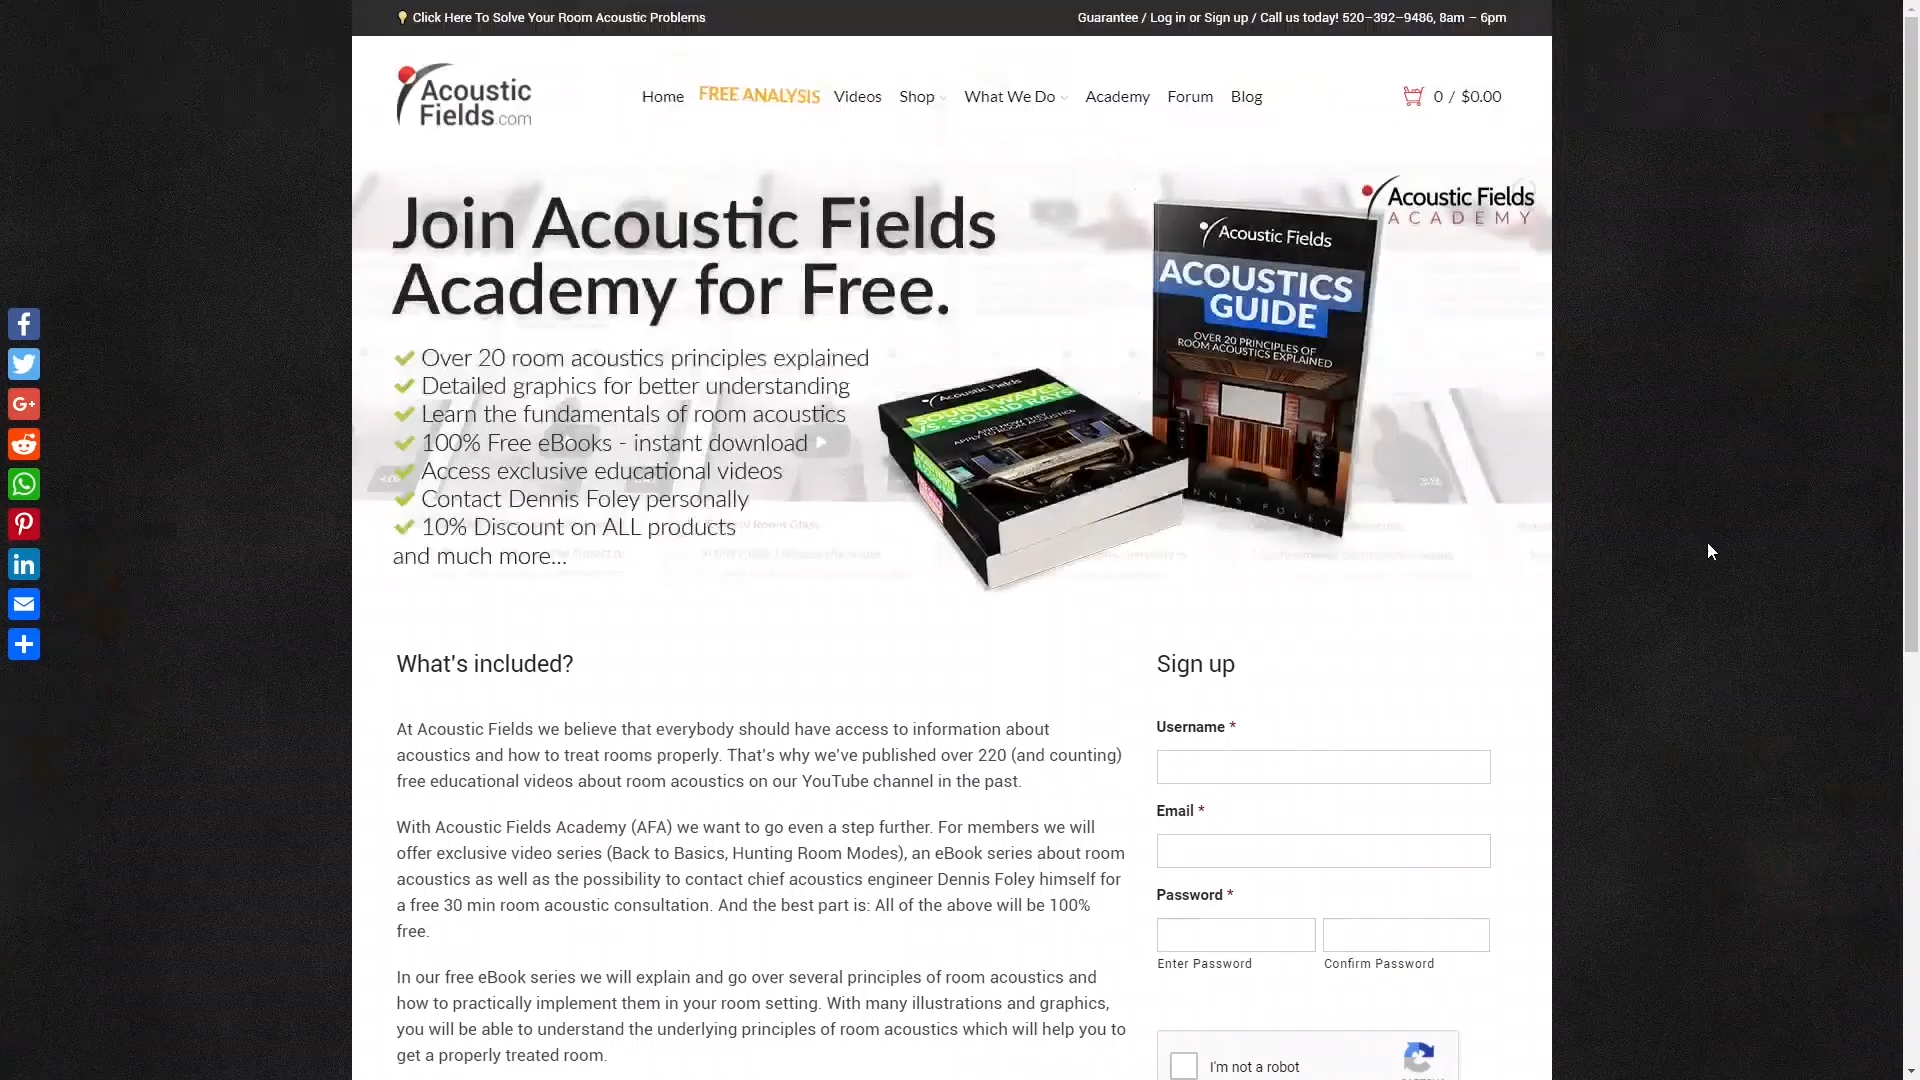 Click Here To Solve Your Room Acoustic Problems
Guarantee / Log in or Sign up / Call us today! 520-392-9486, 8am – 6pm
Acoustic
Fields.com
Home FREE ANALYSIS Videos Shop What We Do Academy Forum Blog
0 / $0.00
Join Acoustic Fields
Academy for Free.
Over 20 room acoustics principles explained
Detailed graphics for better understanding
Learn the fundamentals of room acoustics
100% Free eBooks - instant download
Access exclusive educational videos
Contact Dennis Foley personally
10% Discount on ALL products
and much more...
Acoustic Fields
SOUND WAVES
VS. SOUND RAYS
AND HOW THEY
APPLY TO ROOM ACOUSTICS
Acoustic Fields
ACOUSTICS
GUIDE
OVER 20 PRINCIPLES OF
ROOM ACOUSTICS EXPLAINED
Acoustic Fields
ACADEMY
What's included?
At Acoustic Fields we believe that everybody should have access to information about
acoustics and how to treat rooms properly. That's why we've published over 220 (and counting)
free educational videos about room acoustics on our YouTube channel in the past.
With Acoustic Fields Academy (AFA) we want to go even a step further. For members we will
offer exclusive video series (Back to Basics, Hunting Room Modes), an eBook series about room
acoustics as well as the possibility to contact chief acoustics engineer Dennis Foley himself for
a free 30 min room acoustic consultation. And the best part is: All of the above will be 100%
free.
In our free eBook series we will explain and go over several principles of room acoustics and
how to practically implement them in your room setting. With many illustrations and graphics,
you will be able to understand the underlying principles of room acoustics which will help you to
get a properly treated room.
Sign up
Username *
Email *
Password *
Enter Password Confirm Password
I'm not a robot